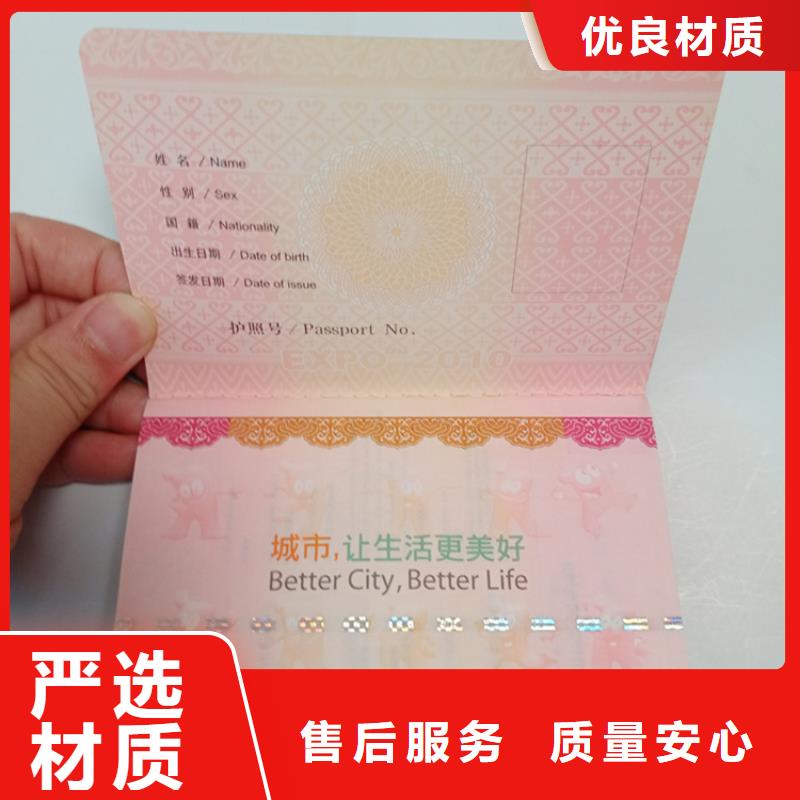 优良材质
姓 名 / Name
性 别 / Sex
国 籍 / Nationality
出生日期 / Date of birth
签发日期 / Date of issue
护照号 / Passport No.
EXPO 2010
城市,让生活更美好
Better City, Better Life
严选
材质
售后服务 质量安心